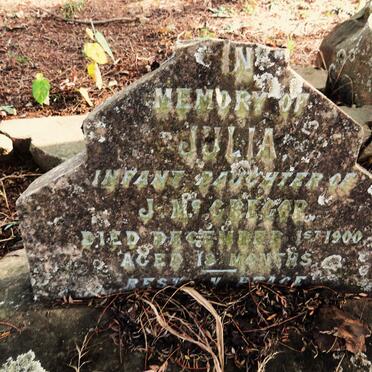 IN
MEMORY OF
JULIA,
INFANT DAUGHTER OF
J. McGREGOR
DIED DECEMBER 1ST 1900,
AGED 18 MONTHS.
REST IN PEACE